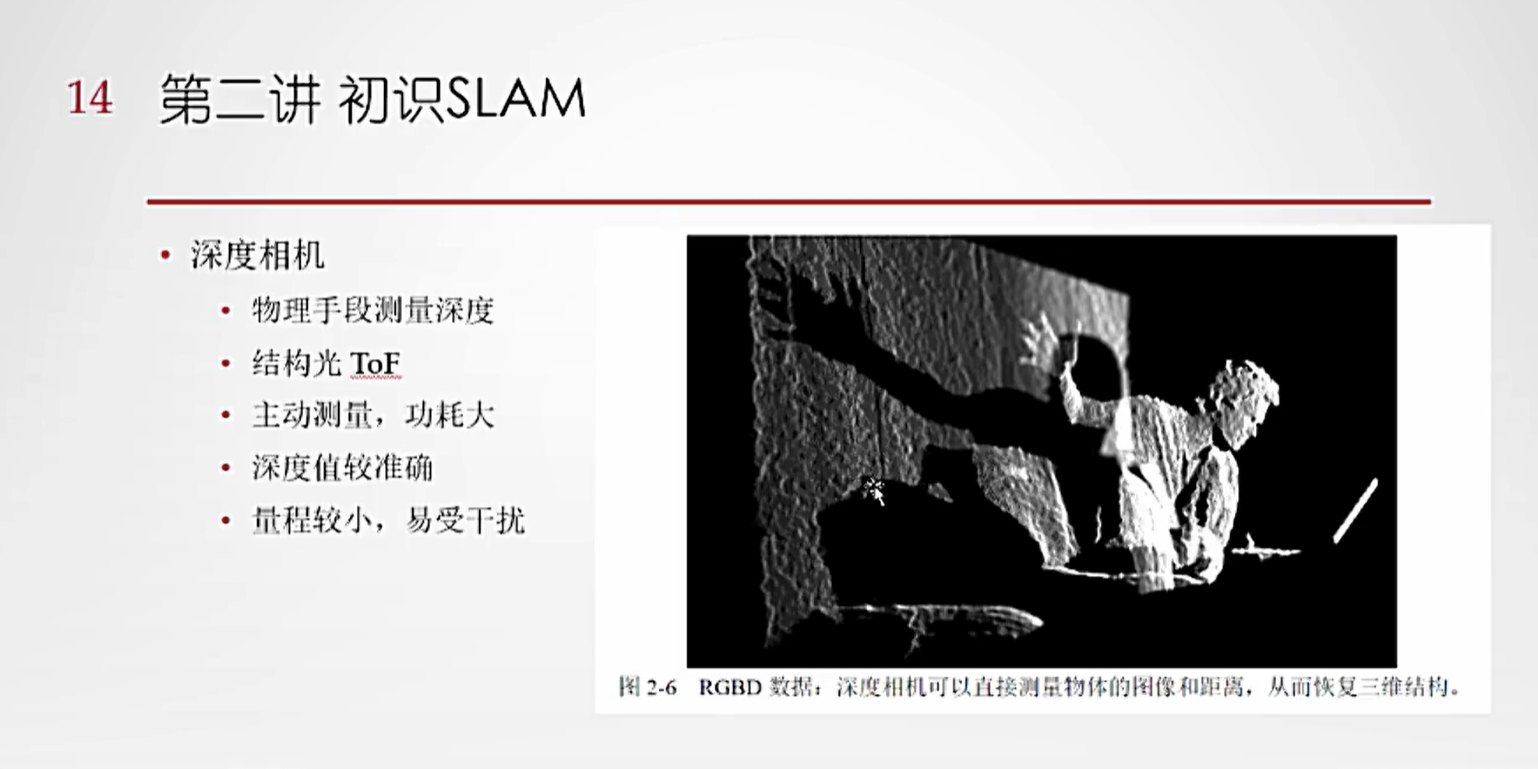 14 第二讲 初识SLAM
• 深度相机
• 物理手段测量深度
• 结构光 ToF
• 主动测量，功耗大
• 深度值较准确
• 量程较小，易受干扰
图 2-6 RGBD 数据：深度相机可以直接测量物体的图像和距离，从而恢复三维结构。